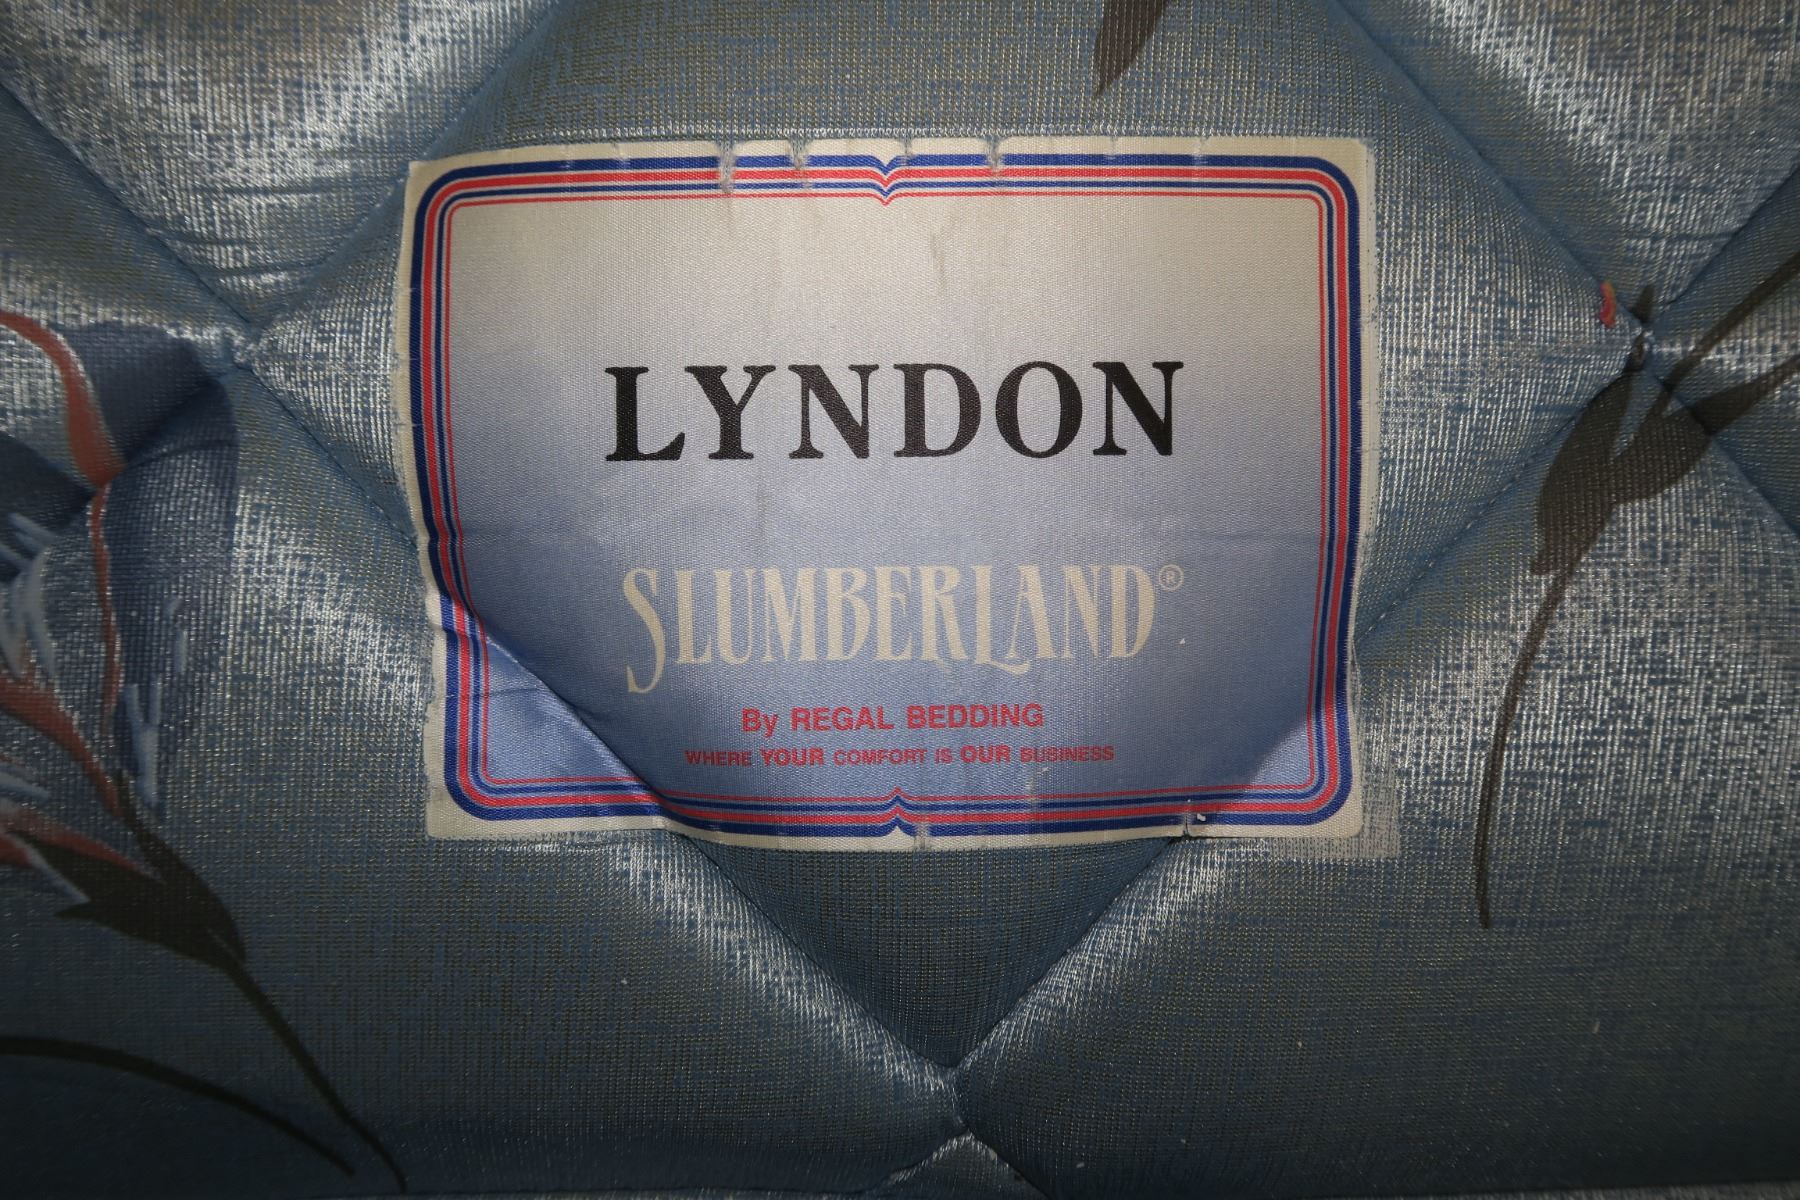 LYNDON
SLUMBERLAND®
By REGAL BEDDING
WHERE YOUR COMFORT IS OUR BUSINESS